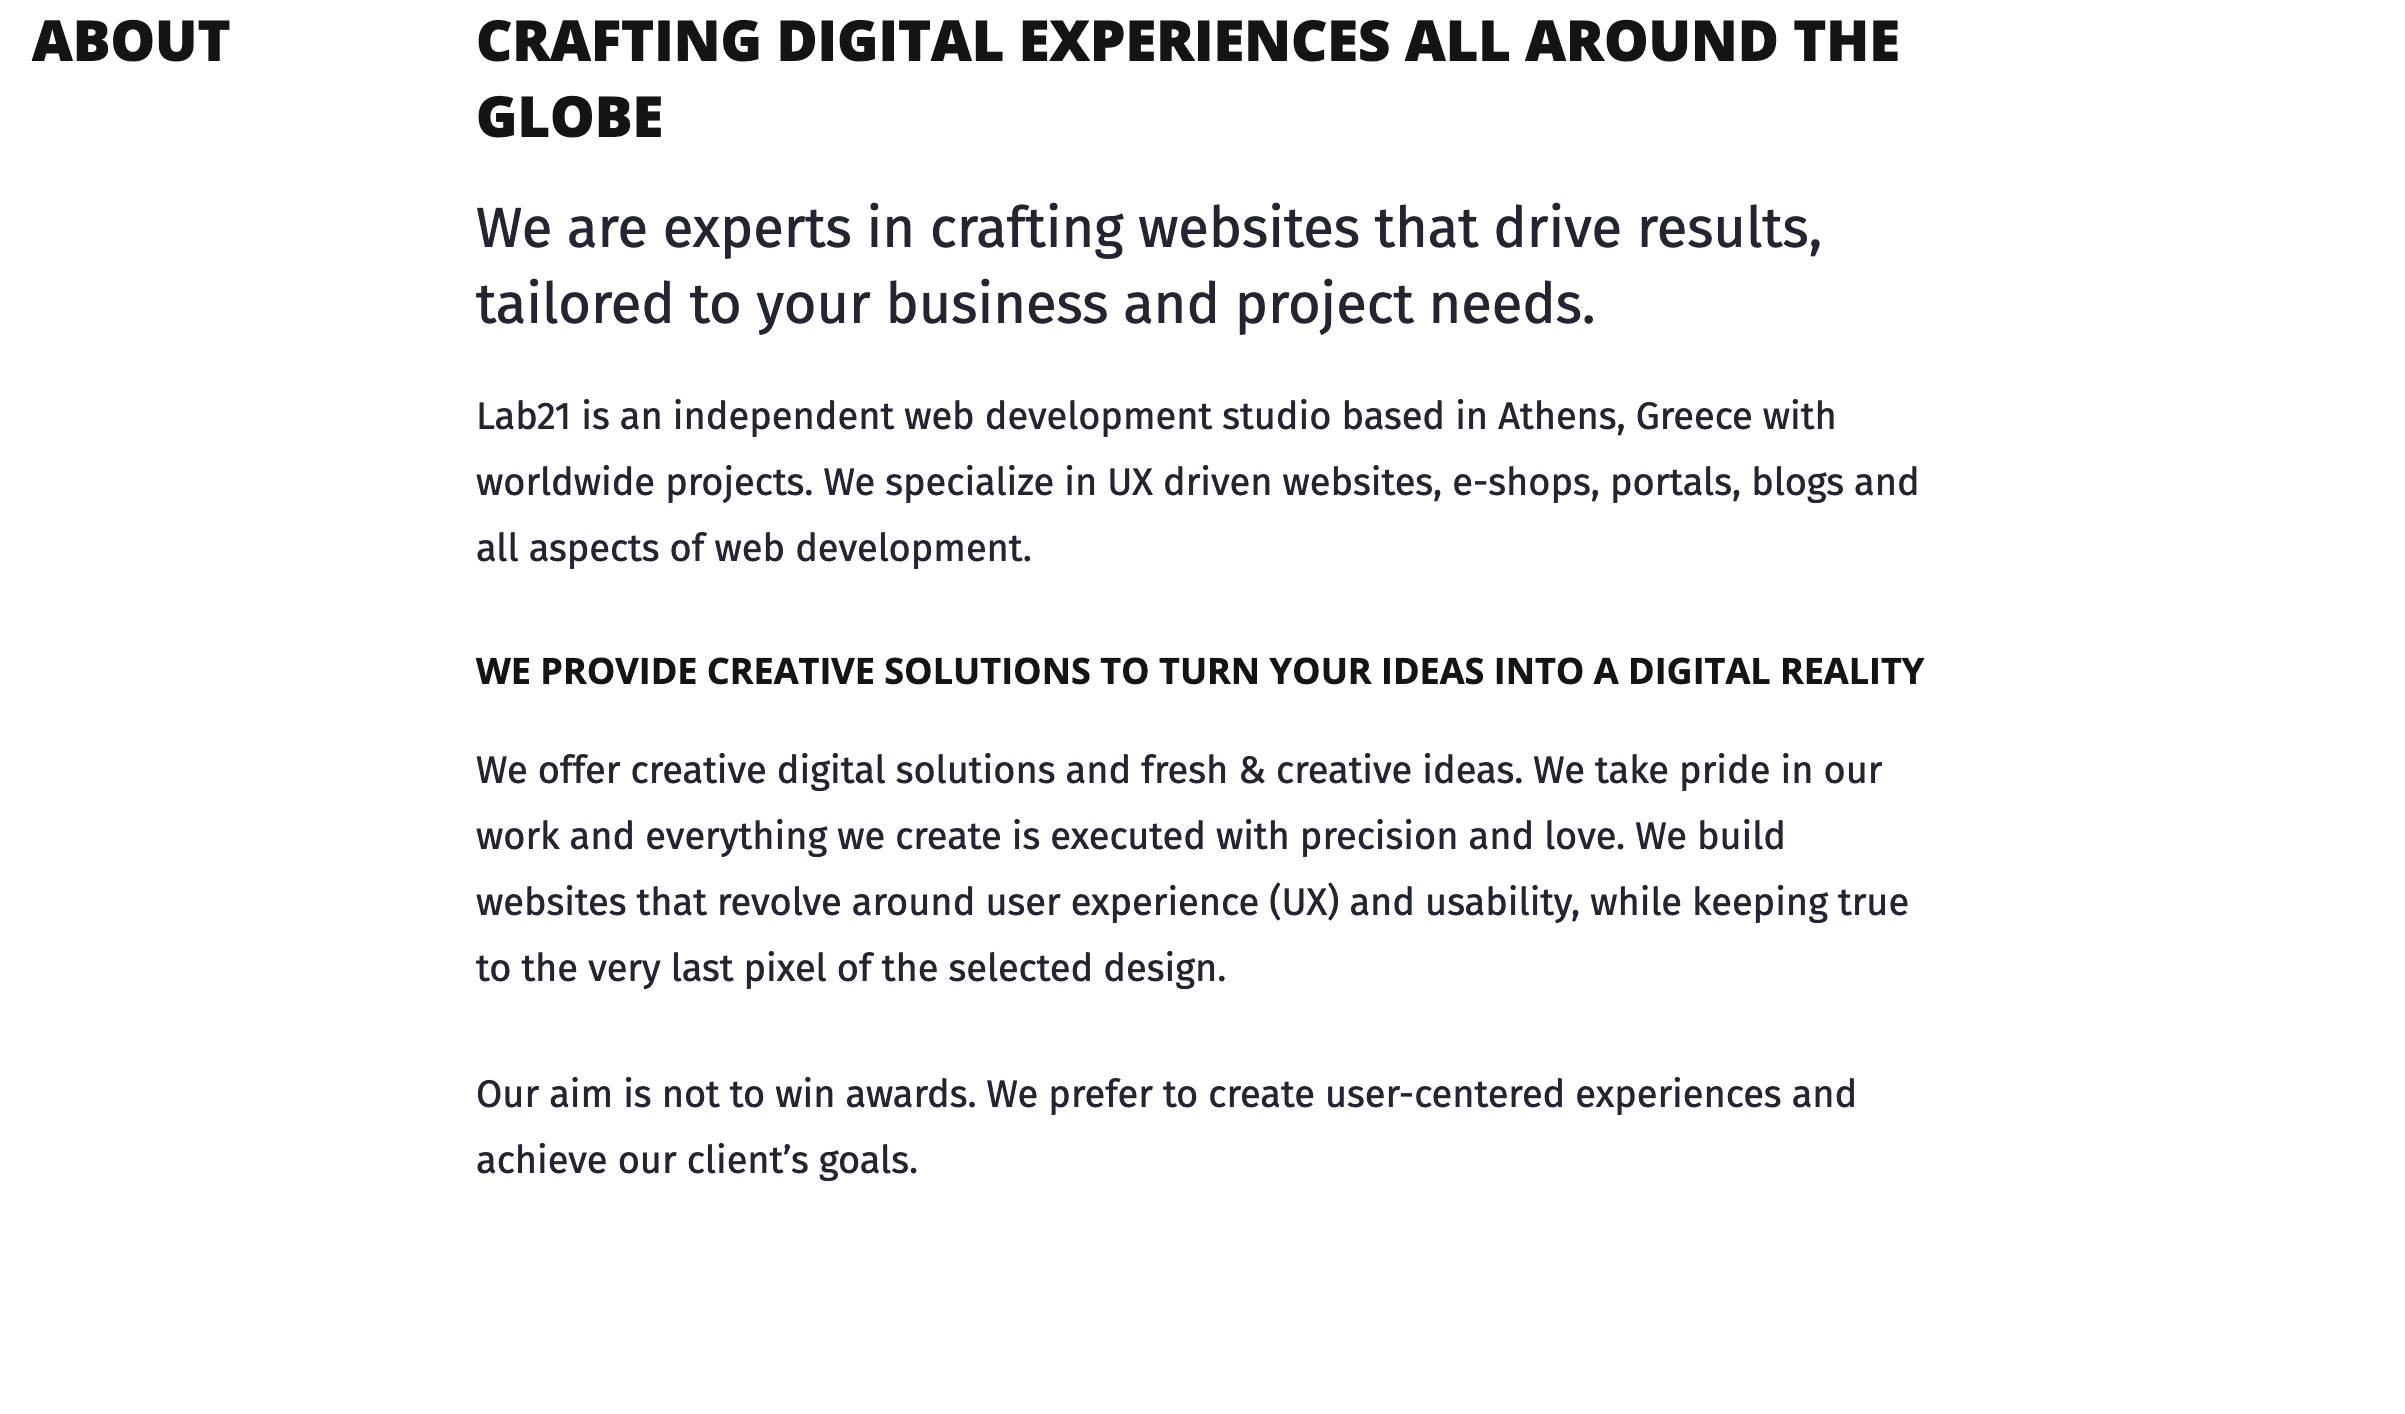 ABOUT
CRAFTING DIGITAL EXPERIENCES ALL AROUND THE
GLOBE
We are experts in crafting websites that drive results,
tailored to your business and project needs.
Lab21 is an independent web development studio based in Athens, Greece with
worldwide projects. We specialize in UX driven websites, e-shops, portals, blogs and
all aspects of web development.
WE PROVIDE CREATIVE SOLUTIONS TO TURN YOUR IDEAS INTO A DIGITAL REALITY
We offer creative digital solutions and fresh & creative ideas. We take pride in our
work and everything we create is executed with precision and love. We build
websites that revolve around user experience (UX) and usability, while keeping true
to the very last pixel of the selected design.
Our aim is not to win awards. We prefer to create user-centered experiences and
achieve our client’s goals.